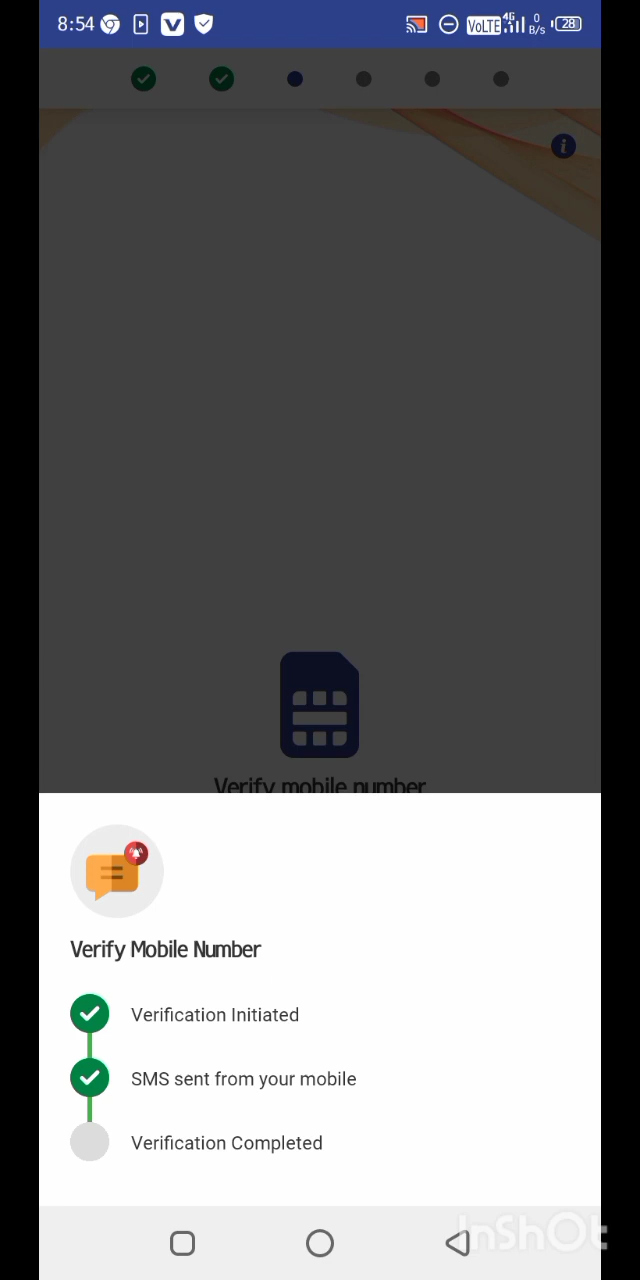 8:54
VoLTE 4G 0 B/s 28
i
Verify mobile number
Verify Mobile Number
Verification Initiated
SMS sent from your mobile
Verification Completed
InShOt